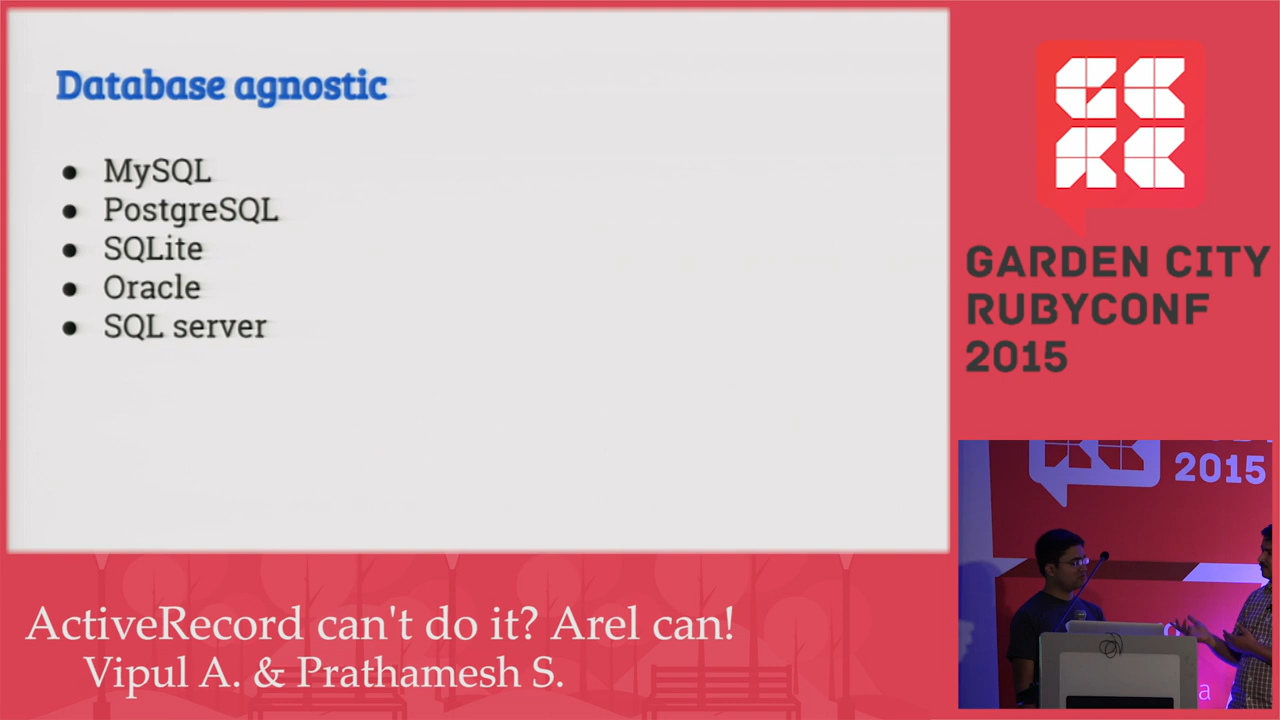 Database agnostic
● MySQL
● PostgreSQL
● SQLite
● Oracle
● SQL server
GARDEN CITY
RUBYCONF
2015
2015
ActiveRecord can't do it? Arel can!
Vipul A. & Prathamesh S.